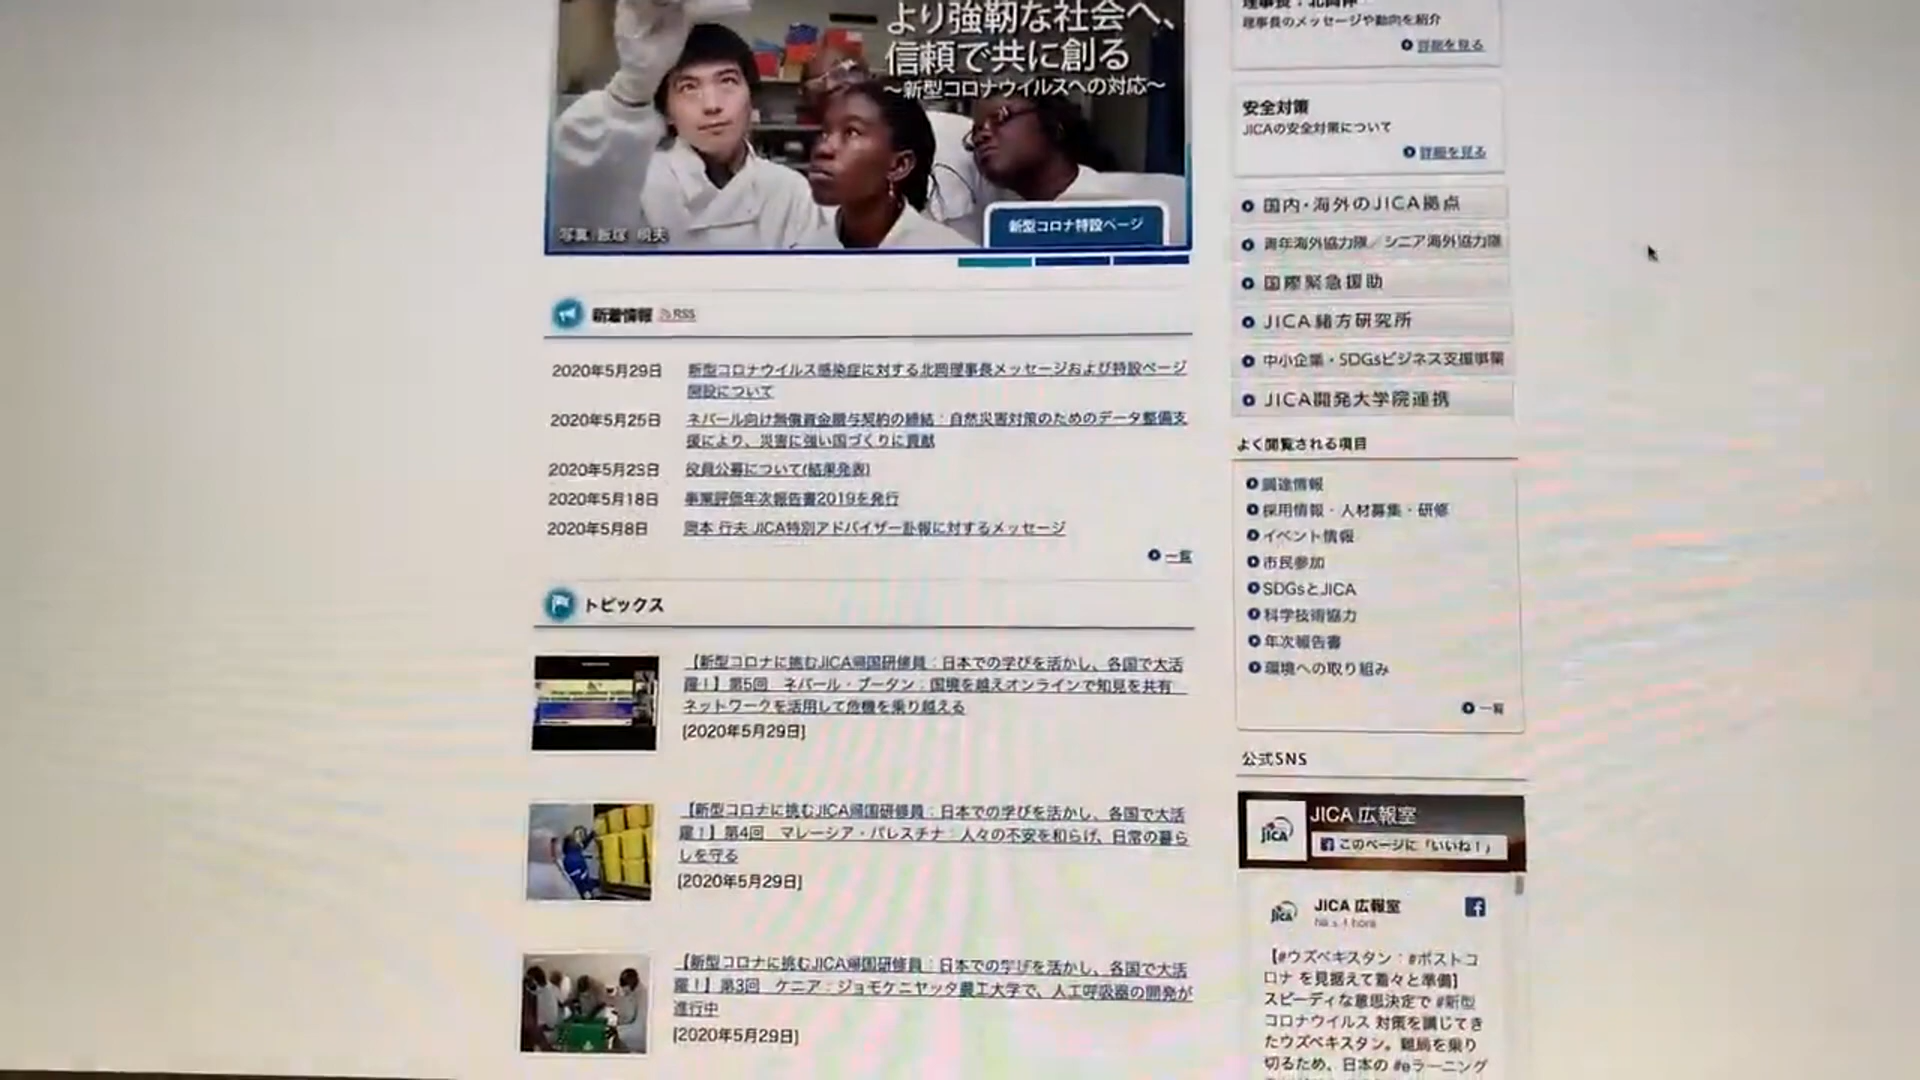 より強靭な社会へ、
信頼で共に創る
～新型コロナウイルスへの対応～
写真：飯塚 明夫
新型コロナ特設ページ
新着情報 RSS
2020年5月29日 新型コロナウイルス感染症に対する北岡理事長メッセージおよび特設ページ
開設について
2020年5月25日 ネパール向け無償資金贈与契約の締結：自然災害対策のためのデータ整備支
援により、災害に強い国づくりに貢献
2020年5月23日 役員公募について(結果発表)
2020年5月18日 事業評価年次報告書2019を発行
2020年5月8日 岡本 行夫 JICA特別アドバイザー訃報に対するメッセージ
一覧
トピックス
【新型コロナに挑むJICA帰国研修員：日本での学びを活かし、各国で大活
躍！】第5回 ネパール・ブータン：国境を越えオンラインで知見を共有
ネットワークを活用して危機を乗り越える
[2020年5月29日]
【新型コロナに挑むJICA帰国研修員：日本での学びを活かし、各国で大活
躍！】第4回 マレーシア・パレスチナ：人々の不安を和らげ、日常の暮ら
しを守る
[2020年5月29日]
【新型コロナに挑むJICA帰国研修員：日本での学びを活かし、各国で大活
躍！】第3回 ケニア：ジョモケニヤッタ農工大学で、人工呼吸器の開発が
進行中
[2020年5月29日]
理事長：北岡伸一
理事長のメッセージや動向を紹介
詳細を見る
安全対策
JICAの安全対策について
詳細を見る
国内・海外のJICA拠点
青年海外協力隊／シニア海外協力隊
国際緊急援助
JICA緒方研究所
中小企業・SDGsビジネス支援事業
JICA開発大学院連携
よく閲覧される項目
調達情報
採用情報・人材募集・研修
イベント情報
市民参加
SDGsとJICA
科学技術協力
年次報告書
環境への取り組み
一覧
公式SNS
JICA 広報室
このページに「いいね！」
JICA 広報室
【#ウズベキスタン：#ポストコ
ロナ を見据えて着々と準備】
スピーディな意思決定で #新型
コロナウイルス 対策を講じてき
たウズベキスタン。難局を乗り
切るため、日本の #eラーニング